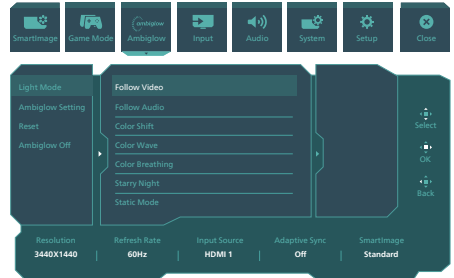 SmartImage Game Mode ambiglow Ambiglow Input Audio System Setup Close
Light Mode
Ambiglow Setting
Reset
Ambiglow Off
Follow Video
Follow Audio
Color Shift
Color Wave
Color Breathing
Starry Night
Static Mode
Select
OK
Back
Resolution Refresh Rate Input Source Adaptive Sync SmartImage
3440X1440 | 60Hz | HDMI 1 | Off | Standard